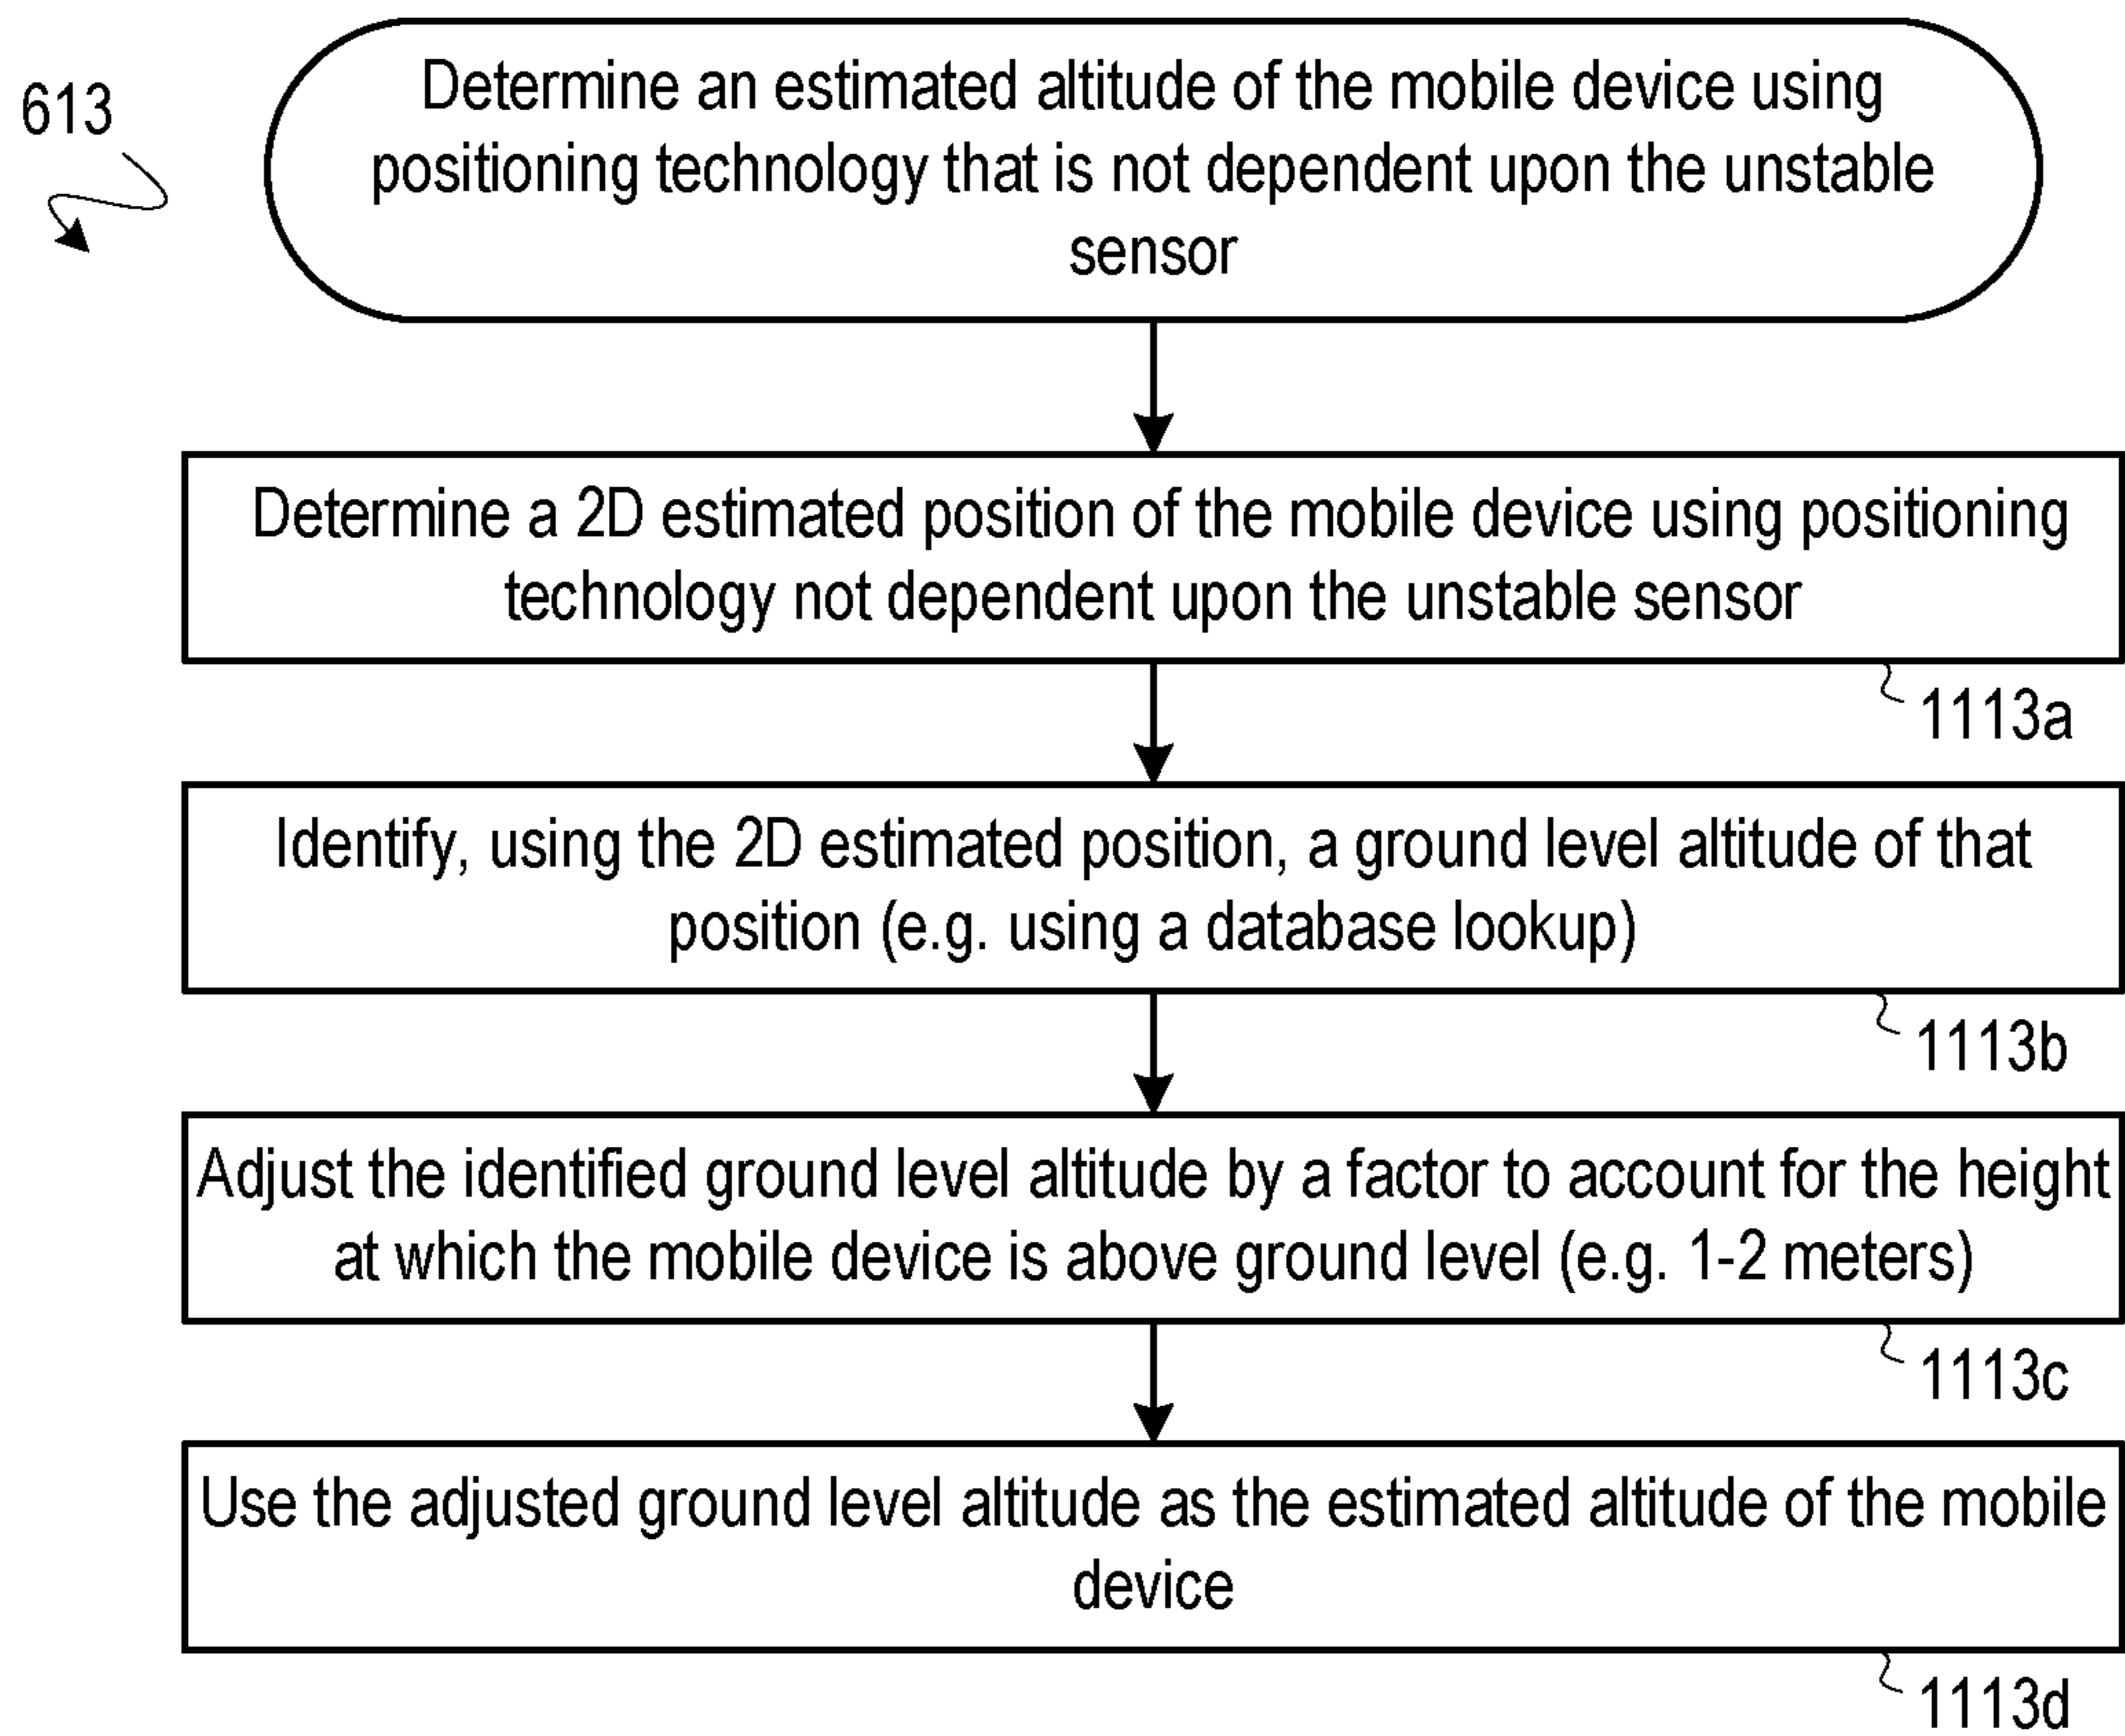 613
Determine an estimated altitude of the mobile device using
positioning technology that is not dependent upon the unstable
sensor
Determine a 2D estimated position of the mobile device using positioning
technology not dependent upon the unstable sensor
1113a
Identify, using the 2D estimated position, a ground level altitude of that
position (e.g. using a database lookup)
1113b
Adjust the identified ground level altitude by a factor to account for the height
at which the mobile device is above ground level (e.g. 1-2 meters)
1113c
Use the adjusted ground level altitude as the estimated altitude of the mobile
device
1113d